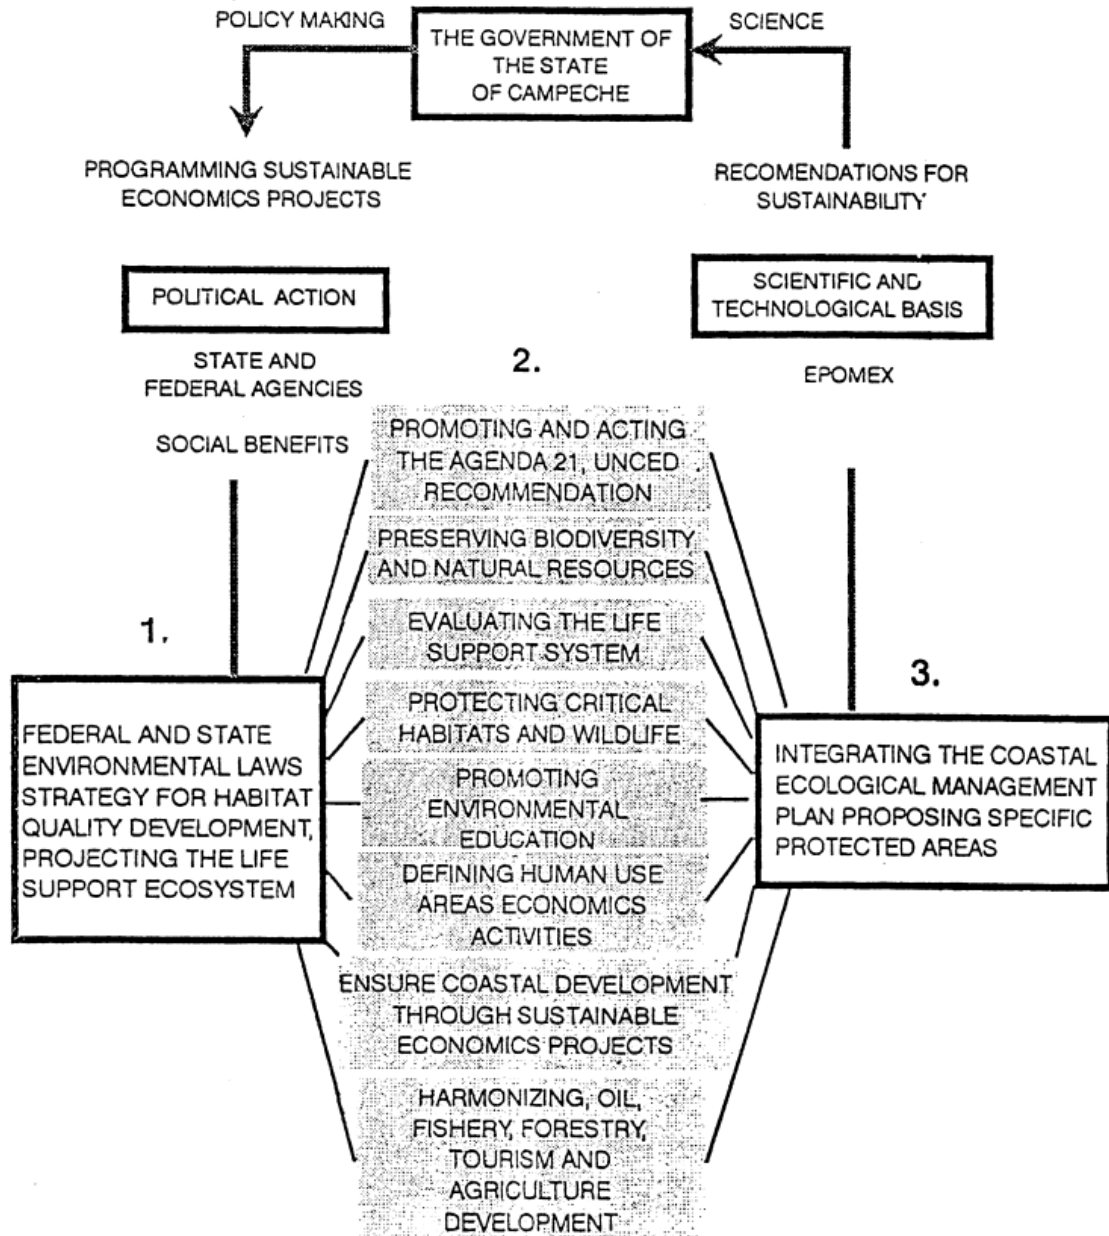 POLICY MAKING
THE GOVERNMENT OF
THE STATE
OF CAMPECHE
SCIENCE
PROGRAMMING SUSTAINABLE
ECONOMICS PROJECTS
RECOMENDATIONS FOR
SUSTAINABILITY
POLITICAL ACTION
SCIENTIFIC AND
TECHNOLOGICAL BASIS
STATE AND
FEDERAL AGENCIES
SOCIAL BENEFITS
EPOMEX
1.
FEDERAL AND STATE
ENVIRONMENTAL LAWS
STRATEGY FOR HABITAT
QUALITY DEVELOPMENT,
PROJECTING THE LIFE
SUPPORT ECOSYSTEM
2.
PROMOTING AND ACTING
THE AGENDA 21, UNCED
RECOMMENDATION
PRESERVING BIODIVERSITY
AND NATURAL RESOURCES
EVALUATING THE LIFE
SUPPORT SYSTEM
PROTECTING CRITICAL
HABITATS AND WILDLIFE
PROMOTING
ENVIRONMENTAL
EDUCATION
DEFINING HUMAN USE
AREAS ECONOMICS
ACTIVITIES
ENSURE COASTAL DEVELOPMENT
THROUGH SUSTAINABLE
ECONOMICS PROJECTS
HARMONIZING, OIL,
FISHERY, FORESTRY,
TOURISM AND
AGRICULTURE
DEVELOPMENT
3.
INTEGRATING THE COASTAL
ECOLOGICAL MANAGEMENT
PLAN PROPOSING SPECIFIC
PROTECTED AREAS